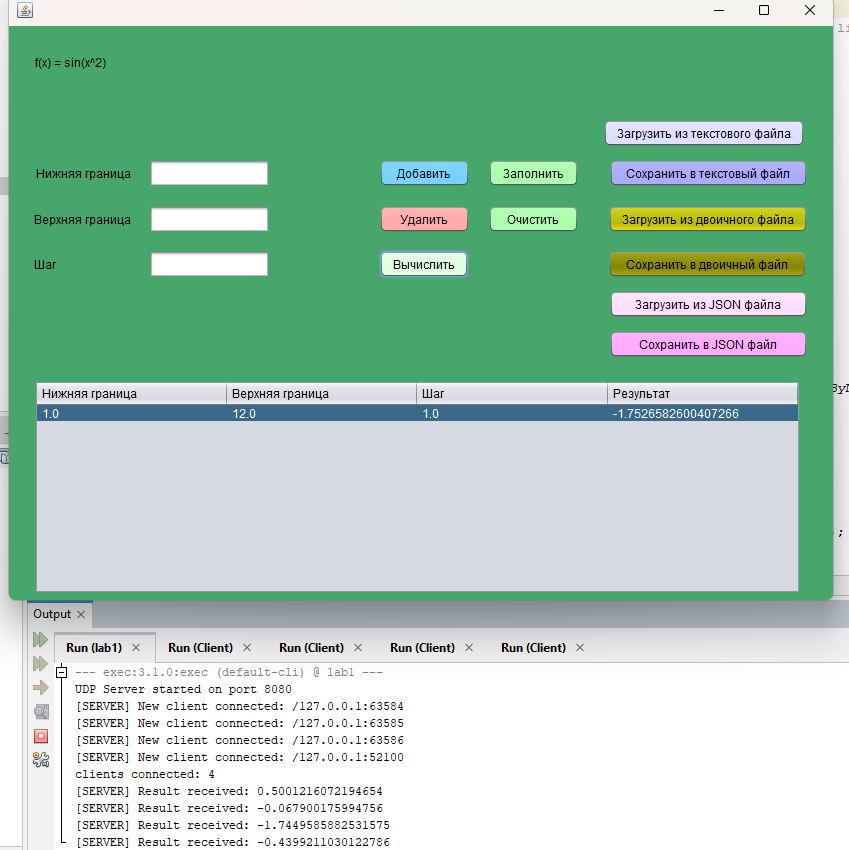 li
f(x) = sin(x^2)
Загрузить из текстового файла
Нижняя граница
Добавить
Заполнить
Сохранить в текстовый файл
Верхняя граница
Удалить
Очистить
Загрузить из двоичного файла
Шаг
Вычислить
Сохранить в двоичный файл
Загрузить из JSON файла
Сохранить в JSON файл
Нижняя граница Верхняя граница Шаг Результат
1.0 12.0 1.0 -1.7526582600407266
;
Output
Run (lab1) Run (Client) Run (Client) Run (Client) Run (Client)
--- exec:3.1.0:exec (default-cli) @ lab1 ---
UDP Server started on port 8080
[SERVER] New client connected: /127.0.0.1:63584
[SERVER] New client connected: /127.0.0.1:63585
[SERVER] New client connected: /127.0.0.1:63586
[SERVER] New client connected: /127.0.0.1:52100
clients connected: 4
[SERVER] Result received: 0.5001216072194654
[SERVER] Result received: -0.067900175994756
[SERVER] Result received: -1.7449585882531575
[SERVER] Result received: -0.4399211030122786